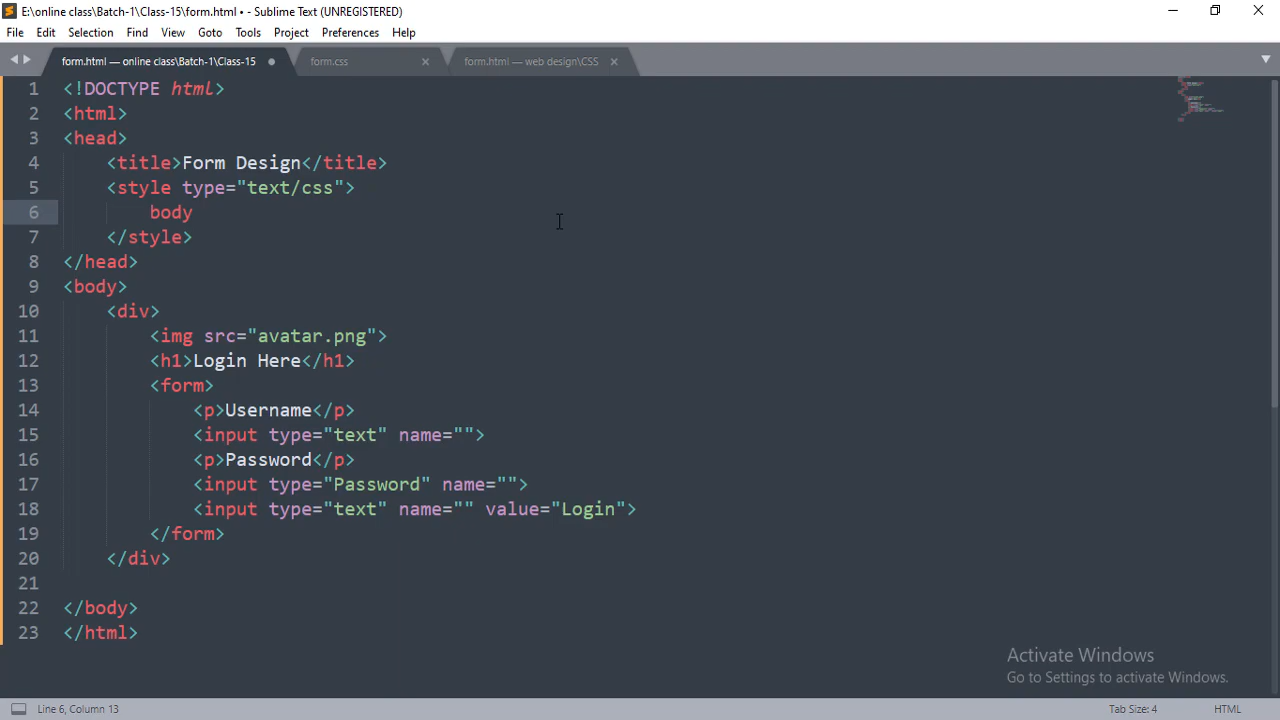 E:\online class\Batch-1\Class-15\form.html • - Sublime Text (UNREGISTERED)
File Edit Selection Find View Goto Tools Project Preferences Help
form.html — online class\Batch-1\Class-15 form.css form.html — web design\CSS
1 <!DOCTYPE html>
2 <html>
3 <head>
4 <title>Form Design</title>
5 <style type="text/css">
6 body
7 </style>
8 </head>
9 <body>
10 <div>
11 <img src="avatar.png">
12 <h1>Login Here</h1>
13 <form>
14 <p>Username</p>
15 <input type="text" name="">
16 <p>Password</p>
17 <input type="Password" name="">
18 <input type="text" name="" value="Login">
19 </form>
20 </div>
21
22 </body>
23 </html>
Activate Windows
Go to Settings to activate Windows.
Line 6, Column 13 Tab Size: 4 HTML